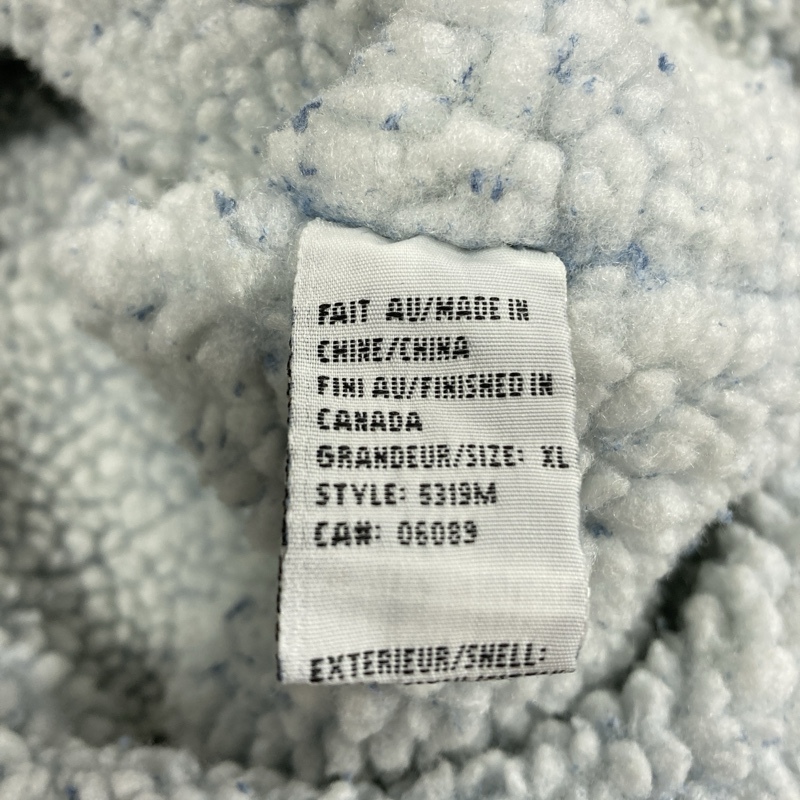 FAIT AU/MADE IN
CHINE/CHINA
FINI AU/FINISHED IN
CANADA
GRANDEUR/SIZE: XL
STYLE: 5319M
CA#: 06089
EXTERIEUR/SHELL: